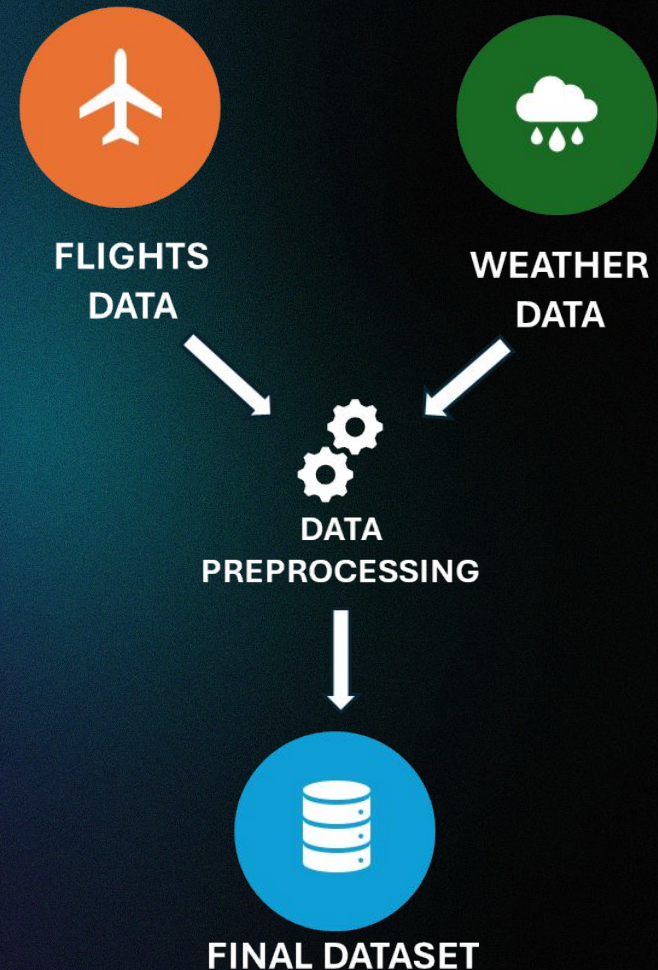 FLIGHTS
DATA
WEATHER
DATA
DATA
PREPROCESSING
FINAL DATASET